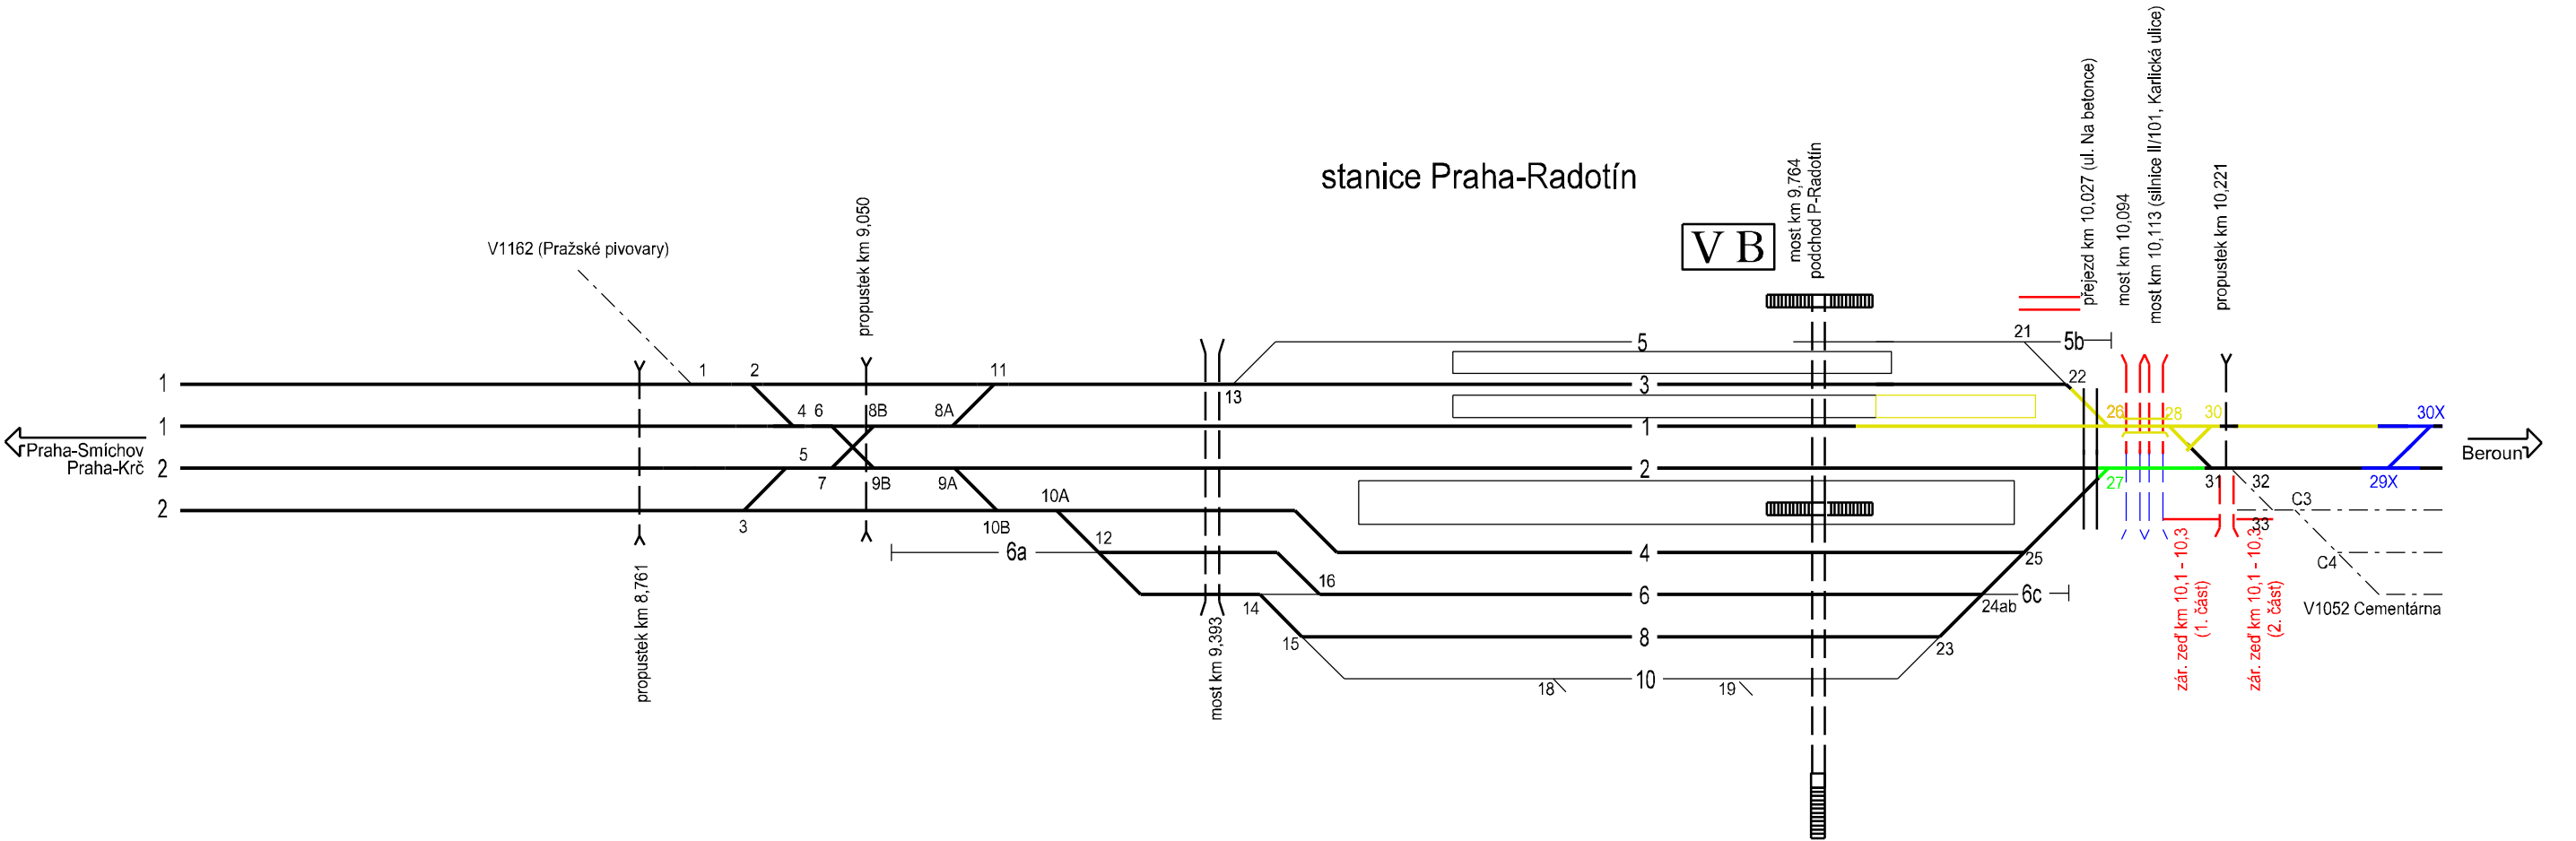 stanice Praha-Radotín
V B
most km 9,764
podchod P-Radotín
přejezd km 10,027 (ul. Na betonce)
most km 10,094
most km 10,113 (silnice II/101, Karlická ulice)
propustek km 10,221
V1162 (Pražské pivovary)
propustek km 9,050
5
21
5b
1
1
2
11
13
3
22
1
4
6
8B
8A
1
26
28
30
30X
Praha-Smíchov
Praha-Krč
Beroun
2
5
7
9B
9A
2
27
31
32
29X
2
3
10B
10A
C3
33
6a
12
4
25
C4
16
14
6
24ab
6c
V1052 Cementárna
15
8
23
18
19
10
propustek km 8,761
most km 9,393
zár. zeď km 10,1 - 10,3
(1. část)
zár. zeď km 10,1 - 10,3
(2. část)